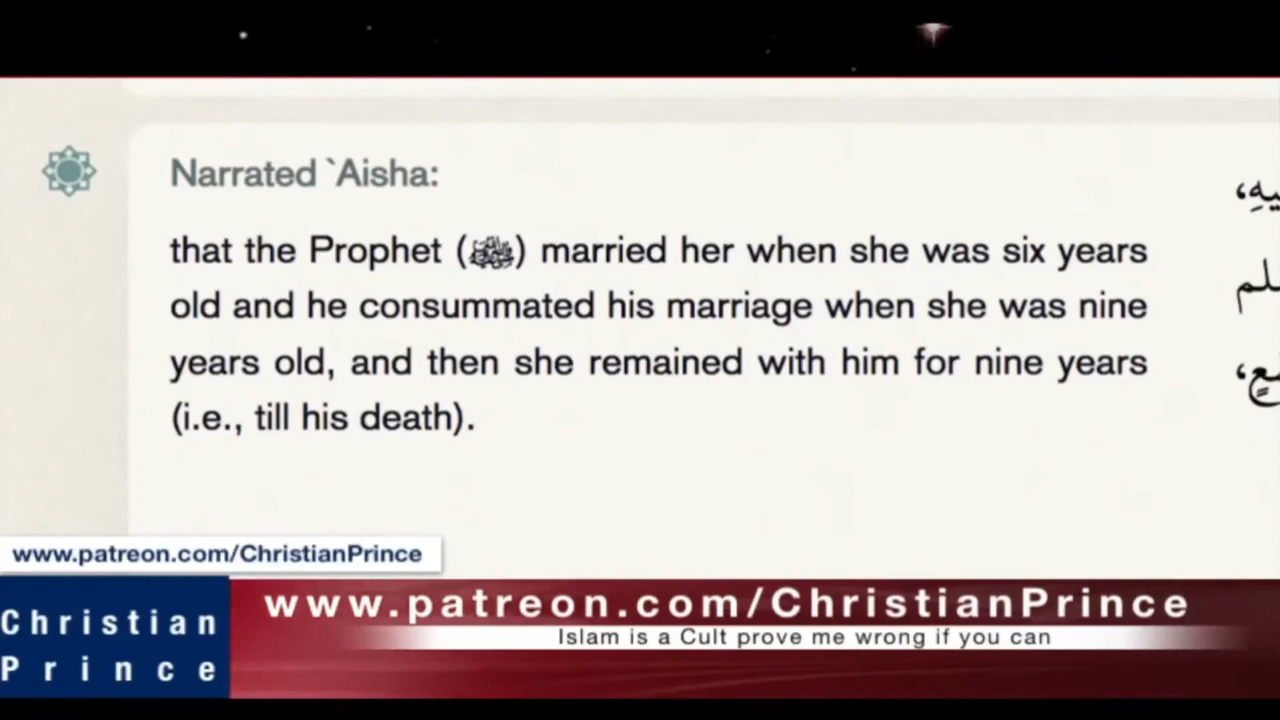 Narrated `Aisha:
that the Prophet (ﷺ) married her when she was six years
old and he consummated his marriage when she was nine
years old, and then she remained with him for nine years
(i.e., till his death).
يهِ،
لم
عٍ،
www.patreon.com/ChristianPrince
Christian
Prince
www.patreon.com/ChristianPrince
Islam is a Cult prove me wrong if you can